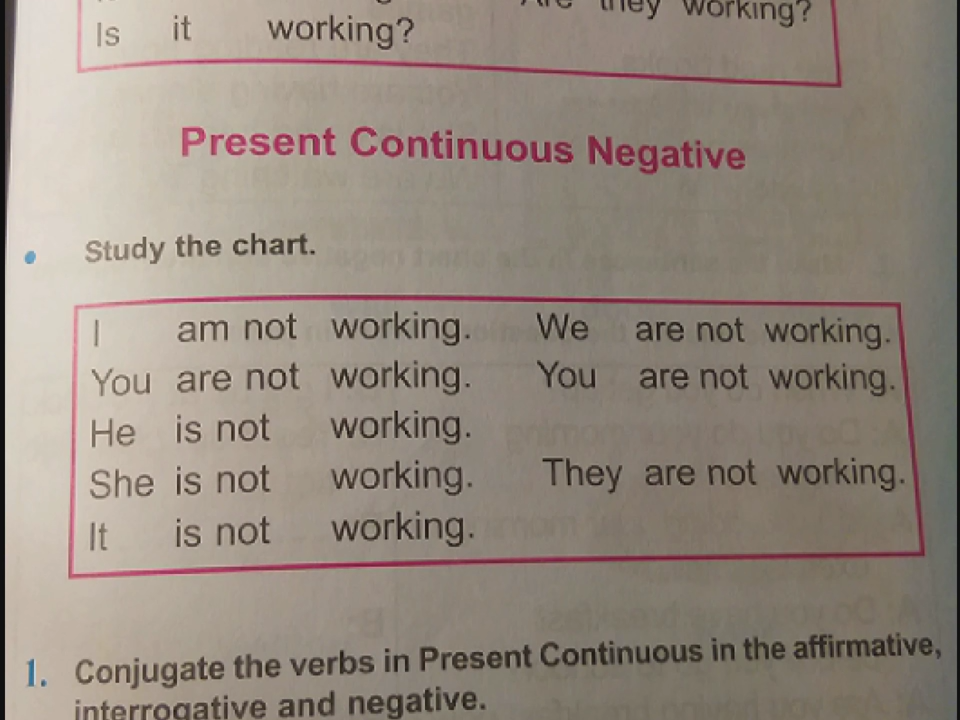 Are they working?
Is it working?
Present Continuous Negative
• Study the chart.
I am not working. We are not working.
You are not working. You are not working.
He is not working.
She is not working. They are not working.
It is not working.
1. Conjugate the verbs in Present Continuous in the affirmative,
interrogative and negative.